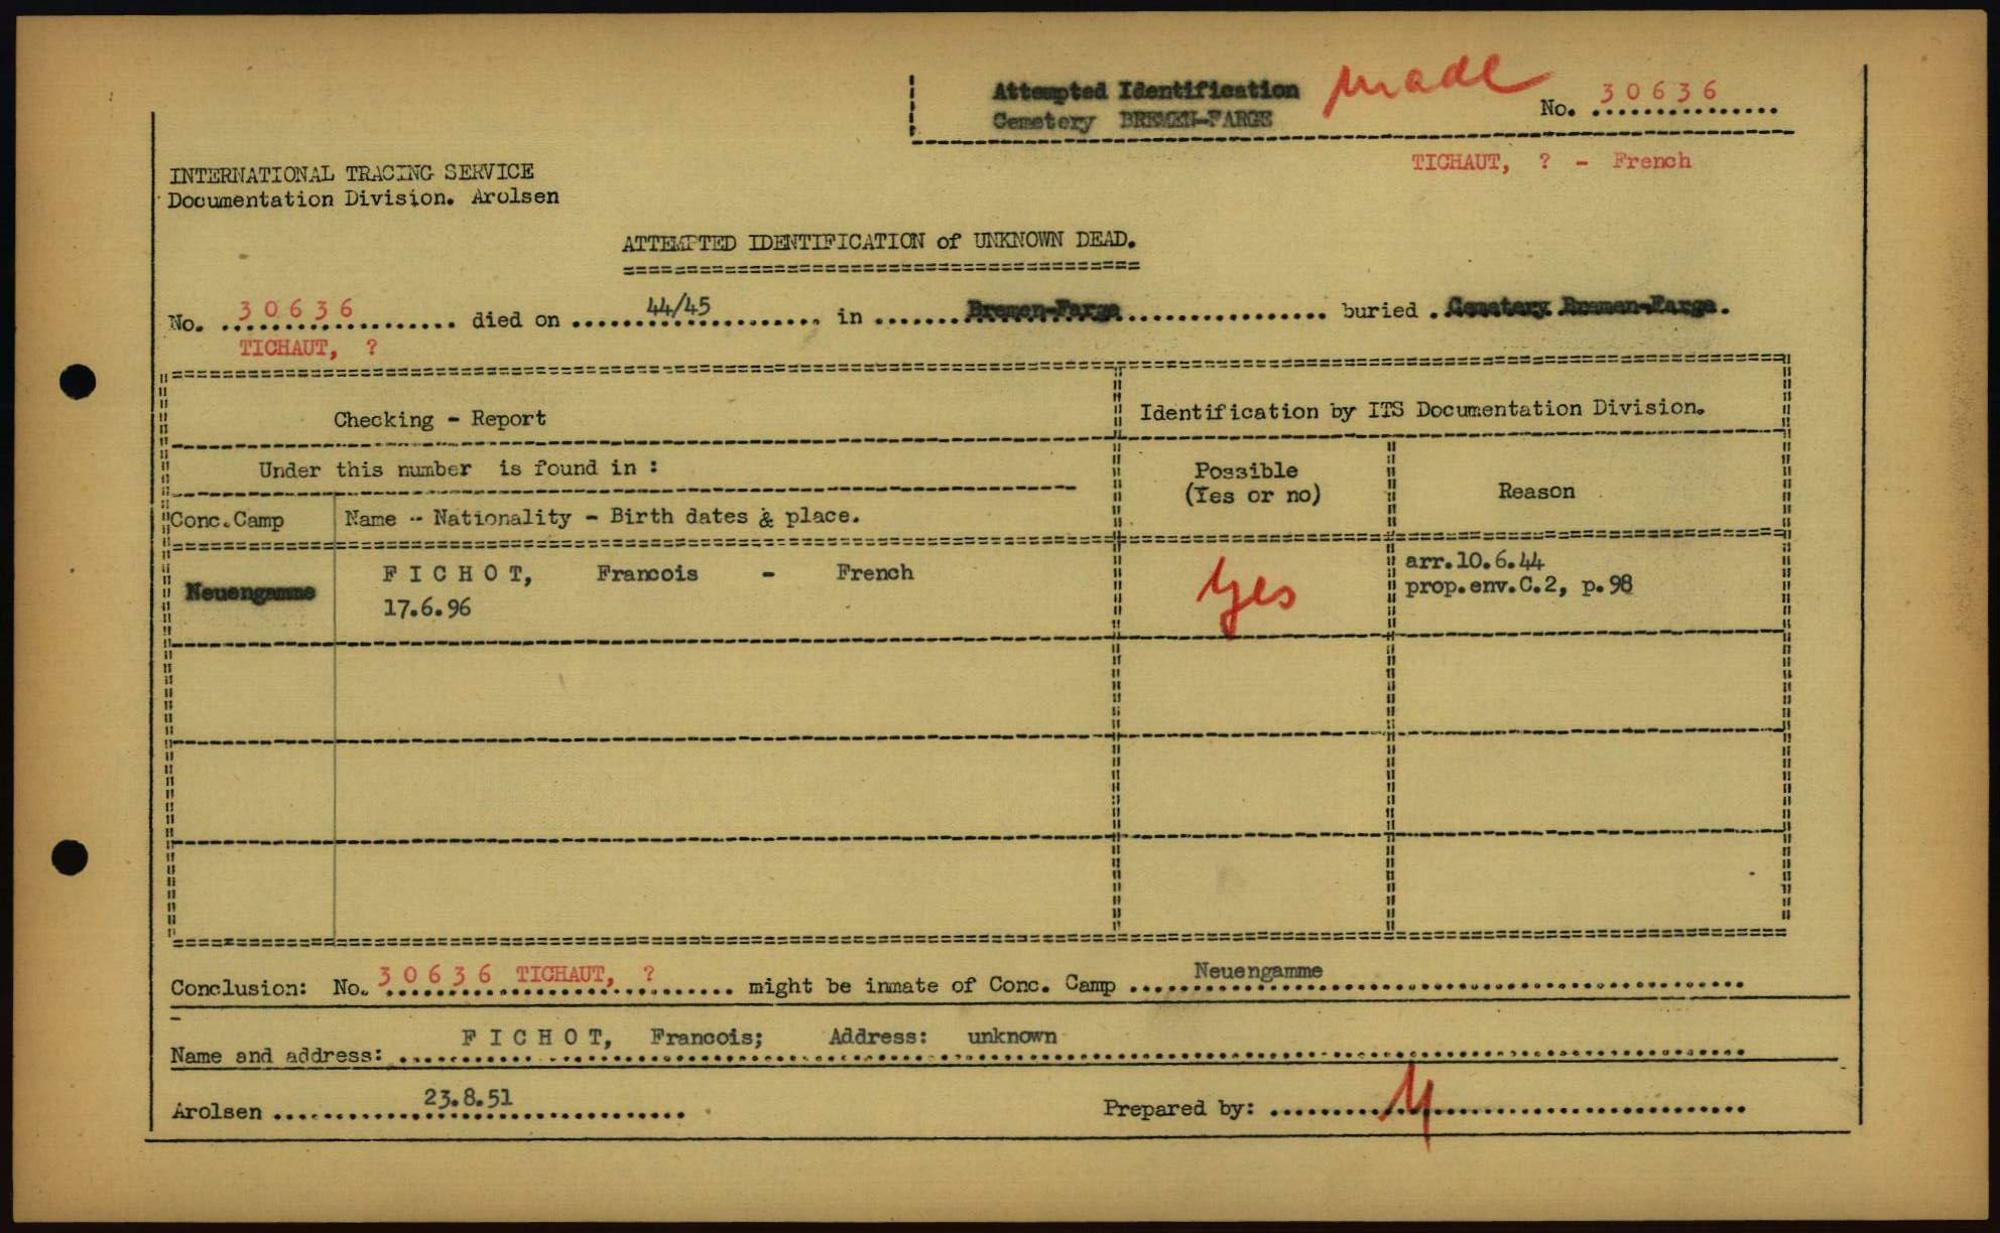 Attempted Identification made
Cemetery BREMEN-FARGE
No. 30636
TICHAUT, ? - French
INTERNATIONAL TRACING SERVICE
Documentation Division. Arolsen
ATTEMPTED IDENTIFICATION of UNKNOWN DEAD.
No. 30636 died on 44/45 in Bremen-Farge buried Cemetery Bremen-Farge.
TICHAUT, ?
Checking - Report
Identification by ITS Documentation Division.
Under this number is found in :
Possible
(Yes or no)
Reason
Conc.Camp
Name - Nationality - Birth dates & place.
Neuengamme
F I C H O T, Francois - French
17.6.96
Yes
arr.10.6.44
prop.env.C.2, p.98
Conclusion: No. 30636 TICHAUT, ? might be inmate of Conc. Camp Neuengamme
Name and address: F I C H O T, Francois; Address: unknown
Arolsen 23.8.51
Prepared by: